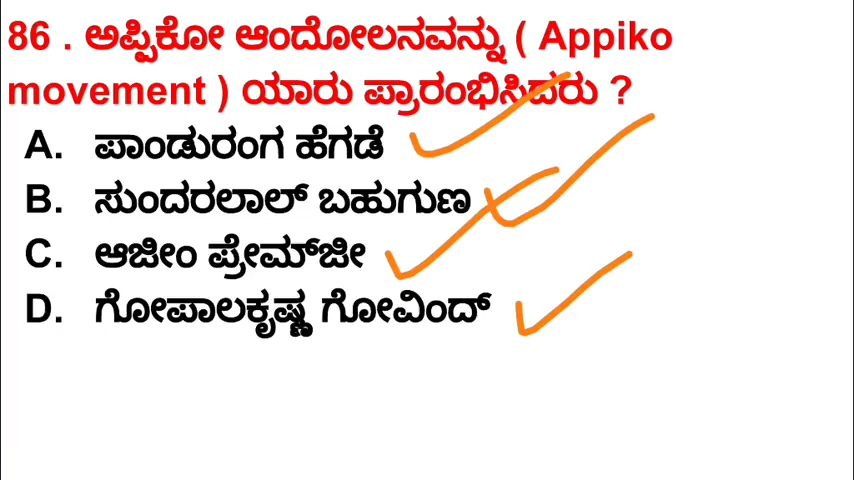 86 . ಅಪ್ಪಿಕೋ ಆಂದೋಲನವನ್ನು ( Appiko
movement ) ಯಾರು ಪ್ರಾರಂಭಿಸಿದರು ?
A. ಪಾಂಡುರಂಗ ಹೆಗಡೆ
B. ಸುಂದರಲಾಲ್ ಬಹುಗುಣ
C. ಆಜೀಂ ಪ್ರೇಮ್‌ಜೀ
D. ಗೋಪಾಲಕೃಷ್ಣ ಗೋವಿಂದ್